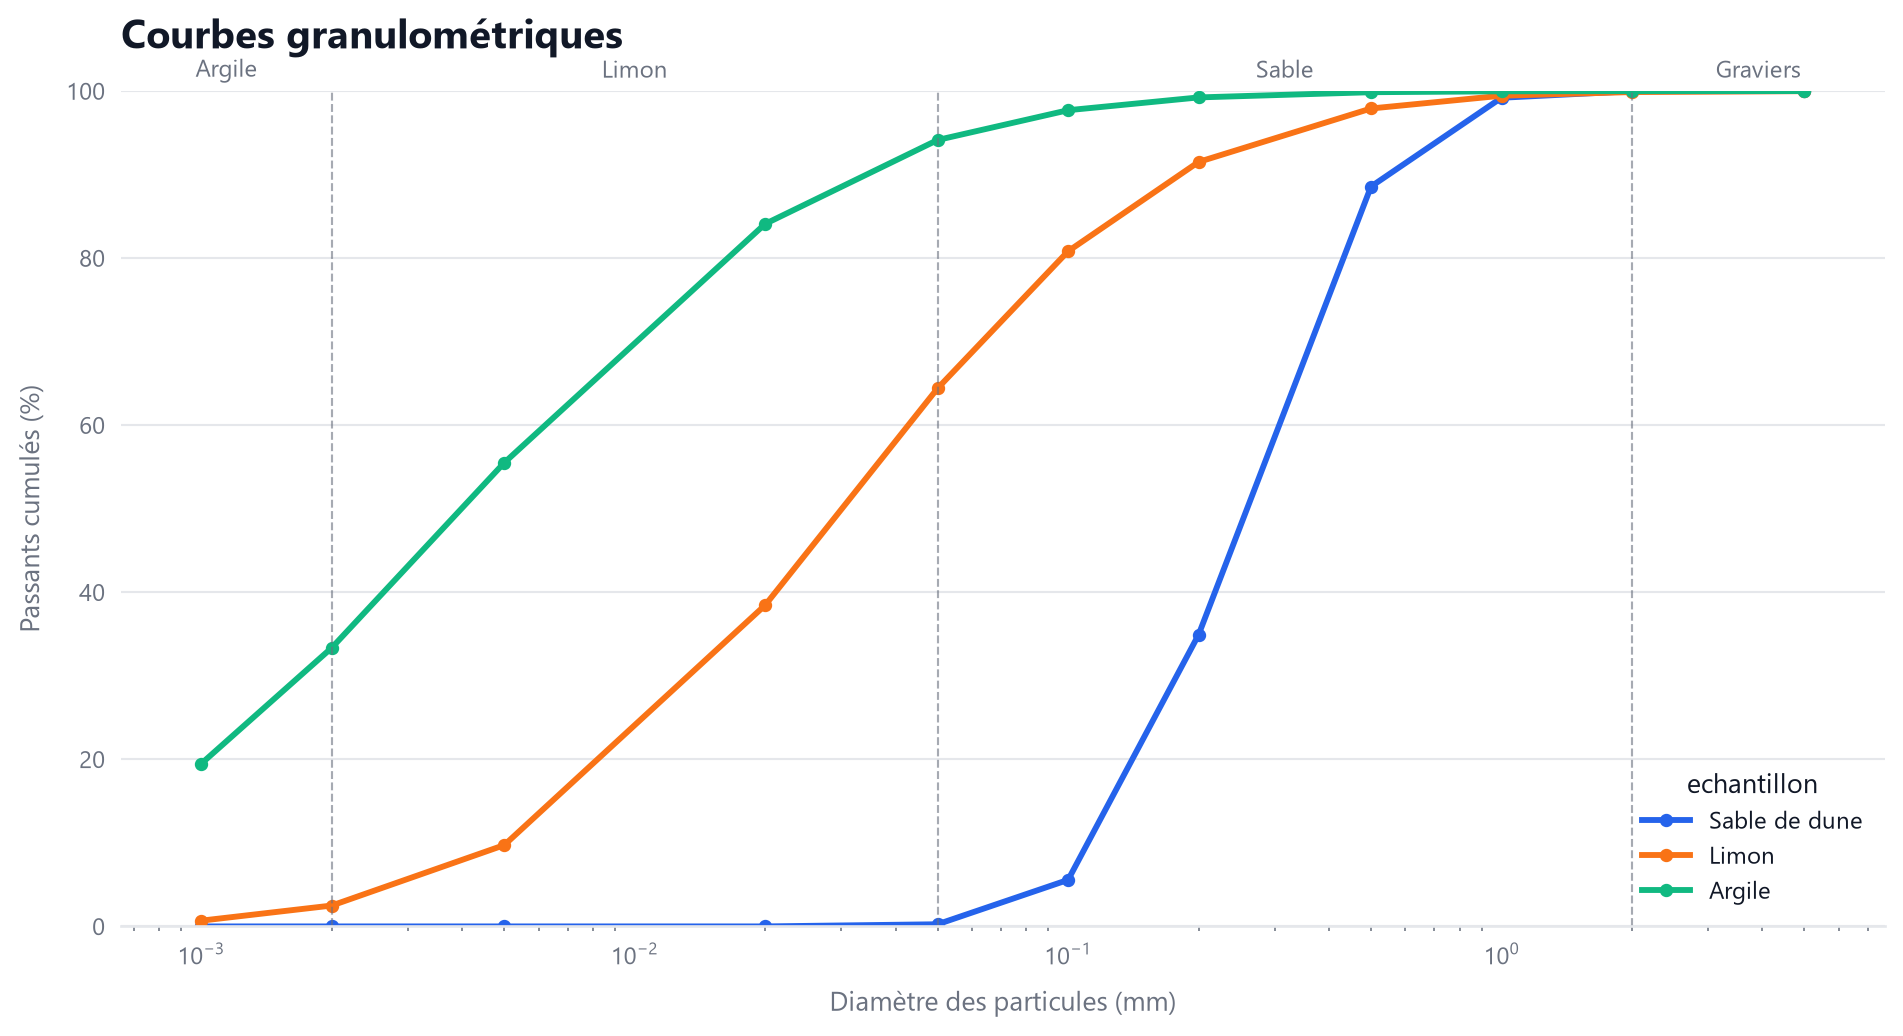 Courbes granulométriques
Argile Limon Sable Graviers
100
80
60
40
20
0
Passants cumulés (%)
10⁻³ 10⁻² 10⁻¹ 10⁰
Diamètre des particules (mm)
echantillon
Sable de dune
Limon
Argile